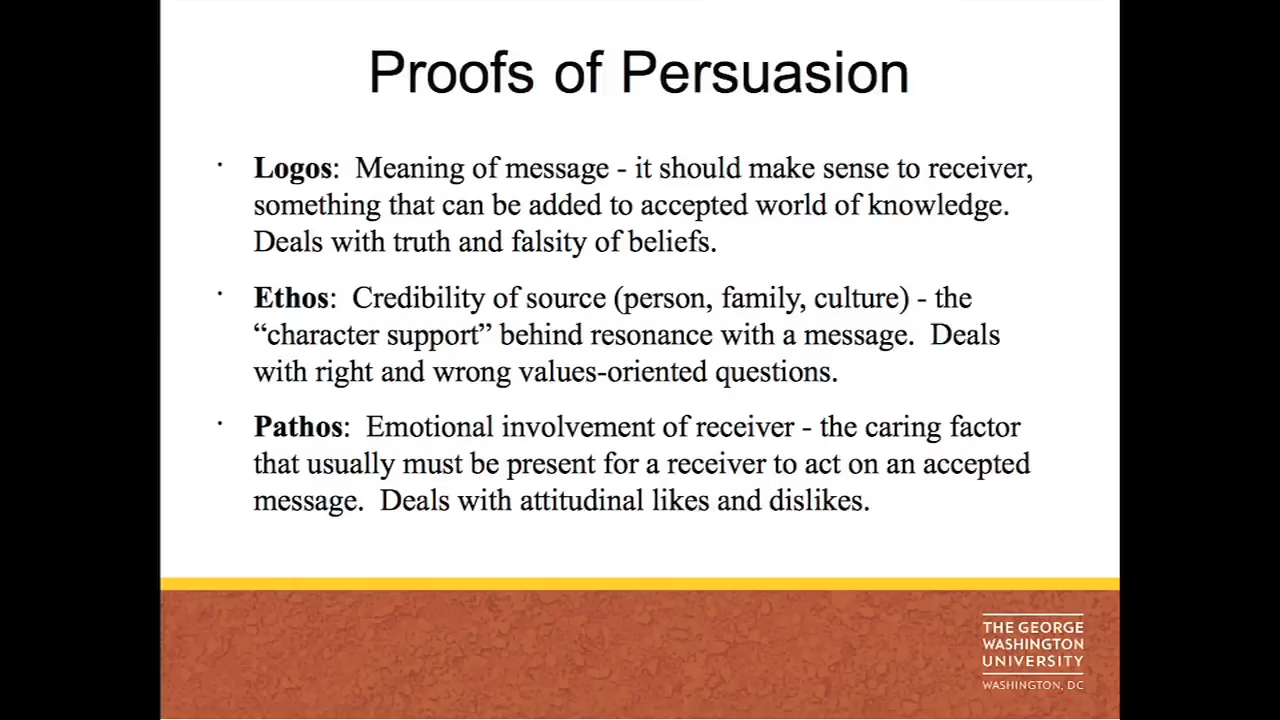 Proofs of Persuasion
· Logos: Meaning of message - it should make sense to receiver,
something that can be added to accepted world of knowledge.
Deals with truth and falsity of beliefs.
· Ethos: Credibility of source (person, family, culture) - the
“character support” behind resonance with a message. Deals
with right and wrong values-oriented questions.
· Pathos: Emotional involvement of receiver - the caring factor
that usually must be present for a receiver to act on an accepted
message. Deals with attitudinal likes and dislikes.
THE GEORGE
WASHINGTON
UNIVERSITY
WASHINGTON, DC